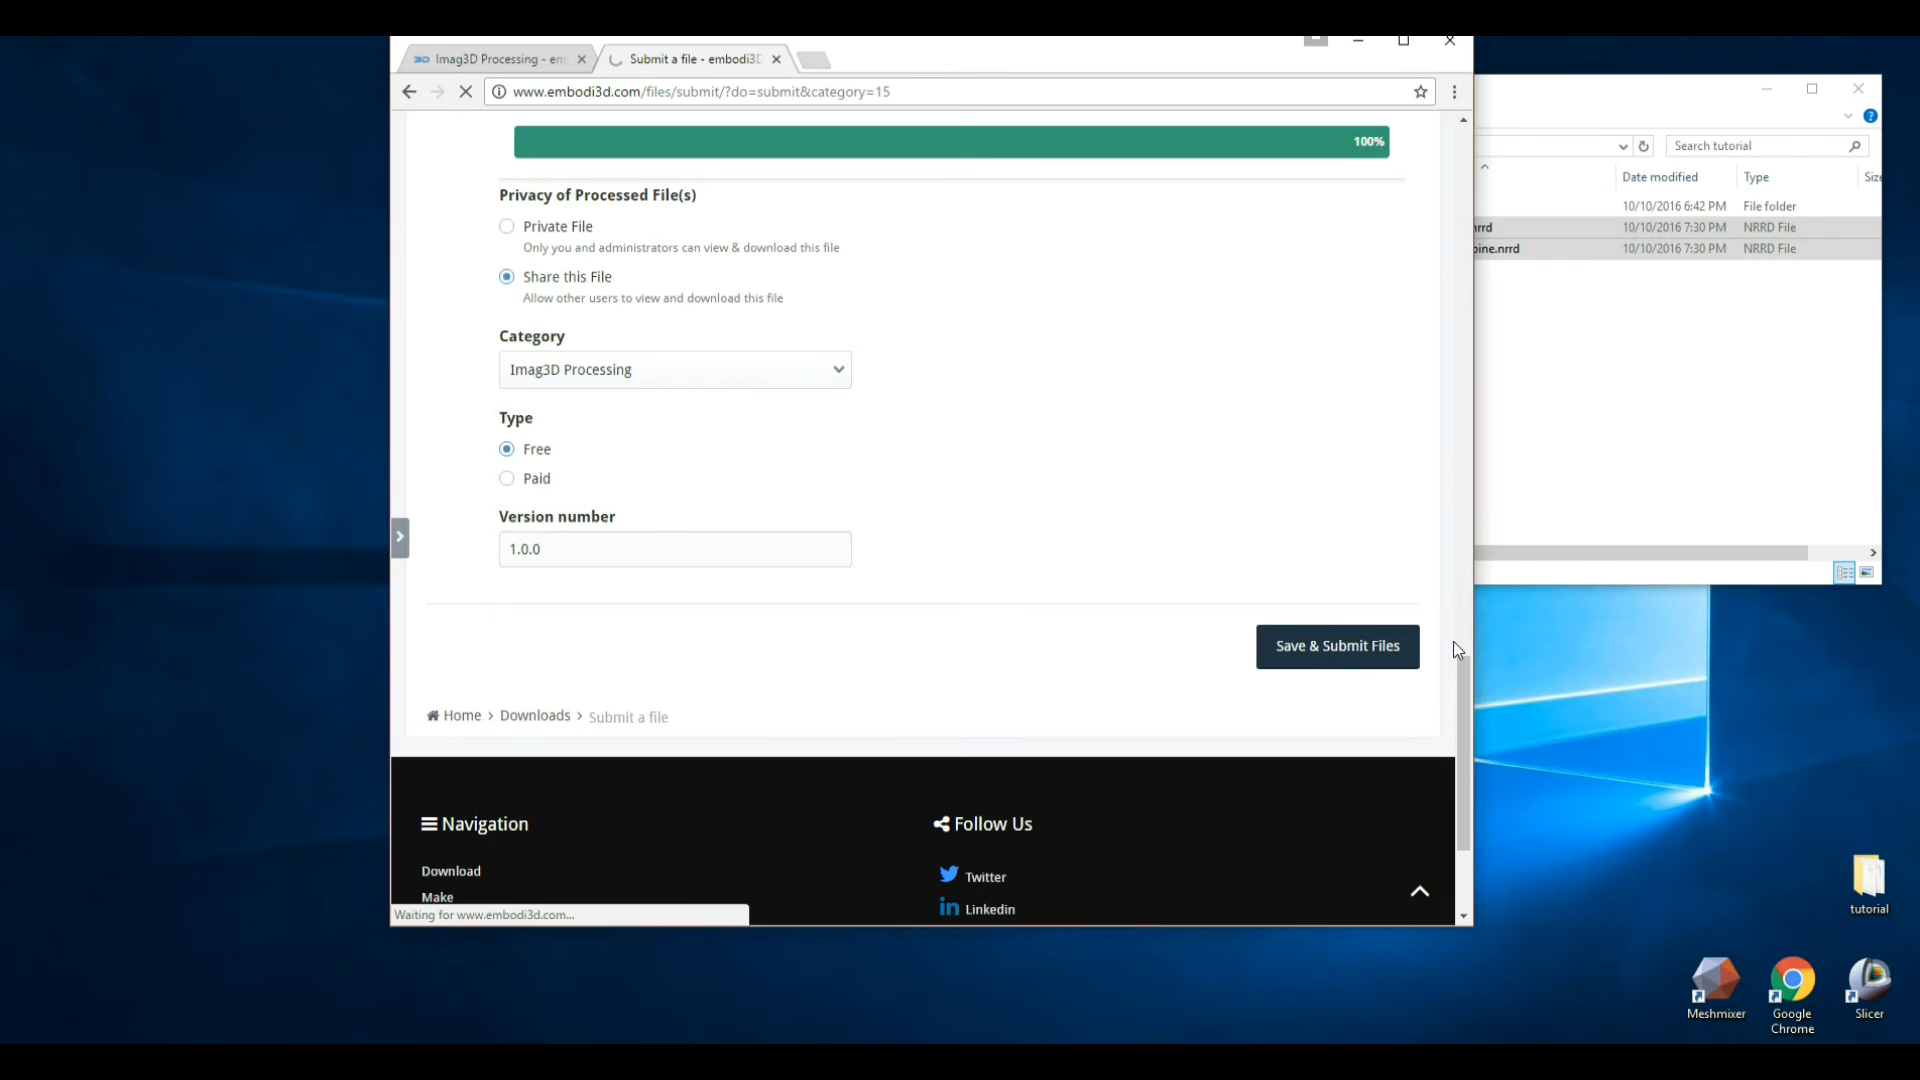 Imag3D Processing - em
Submit a file - embodi3D
www.embodi3d.com/files/submit/?do=submit&category=15
100%
Privacy of Processed File(s)
Private File
Only you and administrators can view & download this file
Share this File
Allow other users to view and download this file
Category
Imag3D Processing
Type
Free
Paid
Version number
1.0.0
Save & Submit Files
Home > Downloads > Submit a file
Navigation
Download
Make
Follow Us
Twitter
Linkedin
Waiting for www.embodi3d.com...
Search tutorial
Date modified Type Size
10/10/2016 6:42 PM File folder
nrrd 10/10/2016 7:30 PM NRRD File
pine.nrrd 10/10/2016 7:30 PM NRRD File
tutorial
Meshmixer
Google
Chrome
Slicer